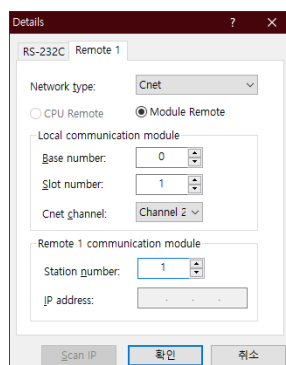 Details ? ×
RS-232C Remote 1
Network type: Cnet
CPU Remote Module Remote
Local communication module
Base number: 0
Slot number: 1
Cnet channel: Channel 2
Remote 1 communication module
Station number: 1
IP address: . . .
Scan IP 확인 취소